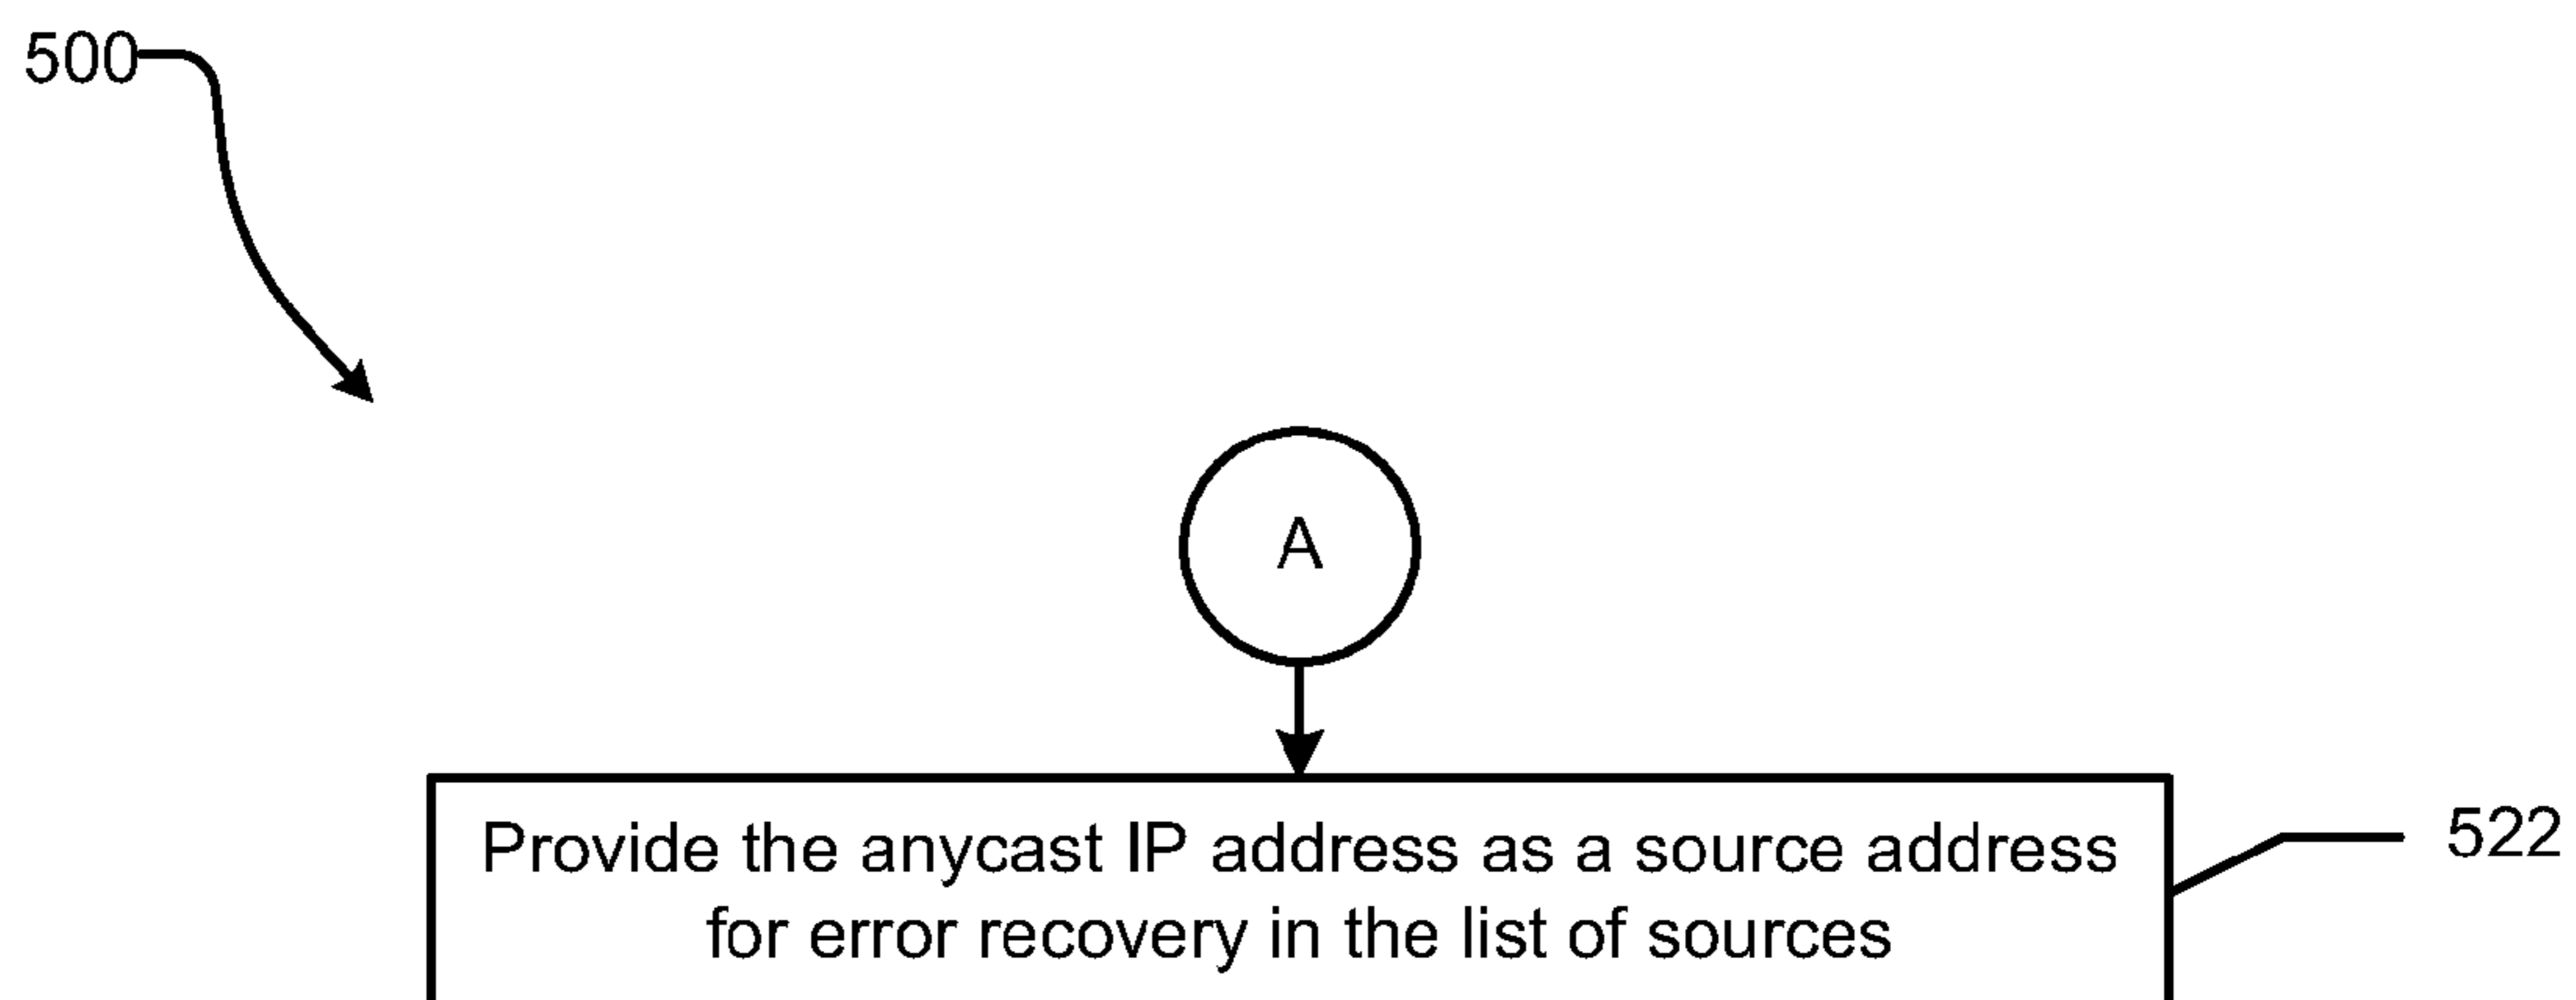 500
A
Provide the anycast IP address as a source address
for error recovery in the list of sources
522